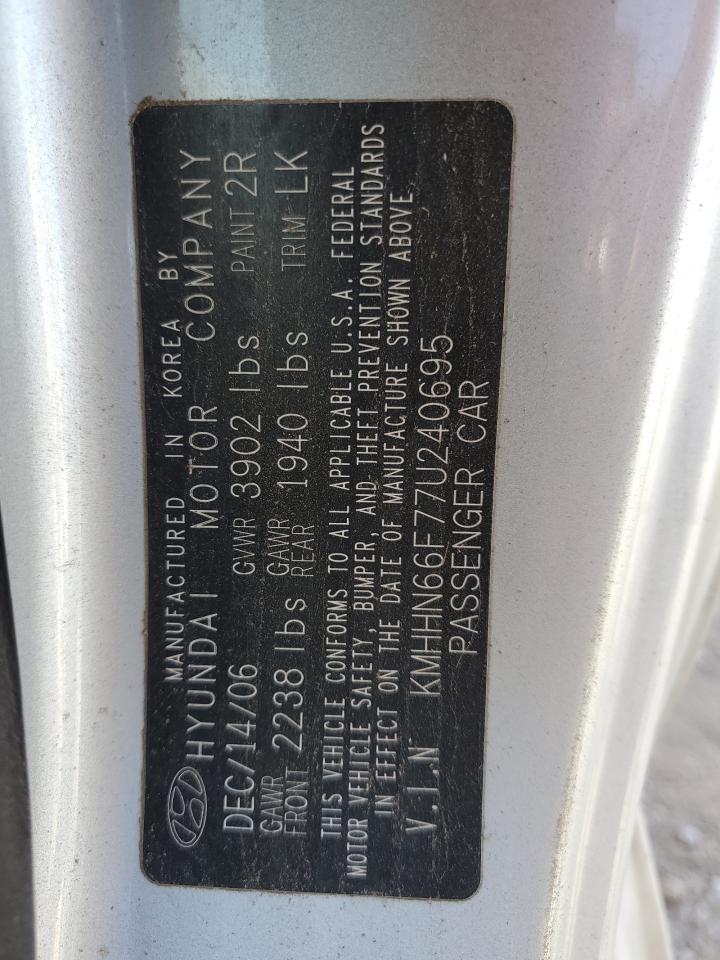 MANUFACTURED IN KOREA BY
HYUNDAI MOTOR COMPANY
DEC/14/06 GVWR 3902 lbs PAINT 2R
GAWR FRONT 2238 lbs GAWR REAR 1940 lbs TRIM LK
THIS VEHICLE CONFORMS TO ALL APPLICABLE U.S.A. FEDERAL
MOTOR VEHICLE SAFETY, BUMPER, AND THEFT PREVENTION STANDARDS
IN EFFECT ON THE DATE OF MANUFACTURE SHOWN ABOVE
V.I.N KMHHN66F77U240695
PASSENGER CAR